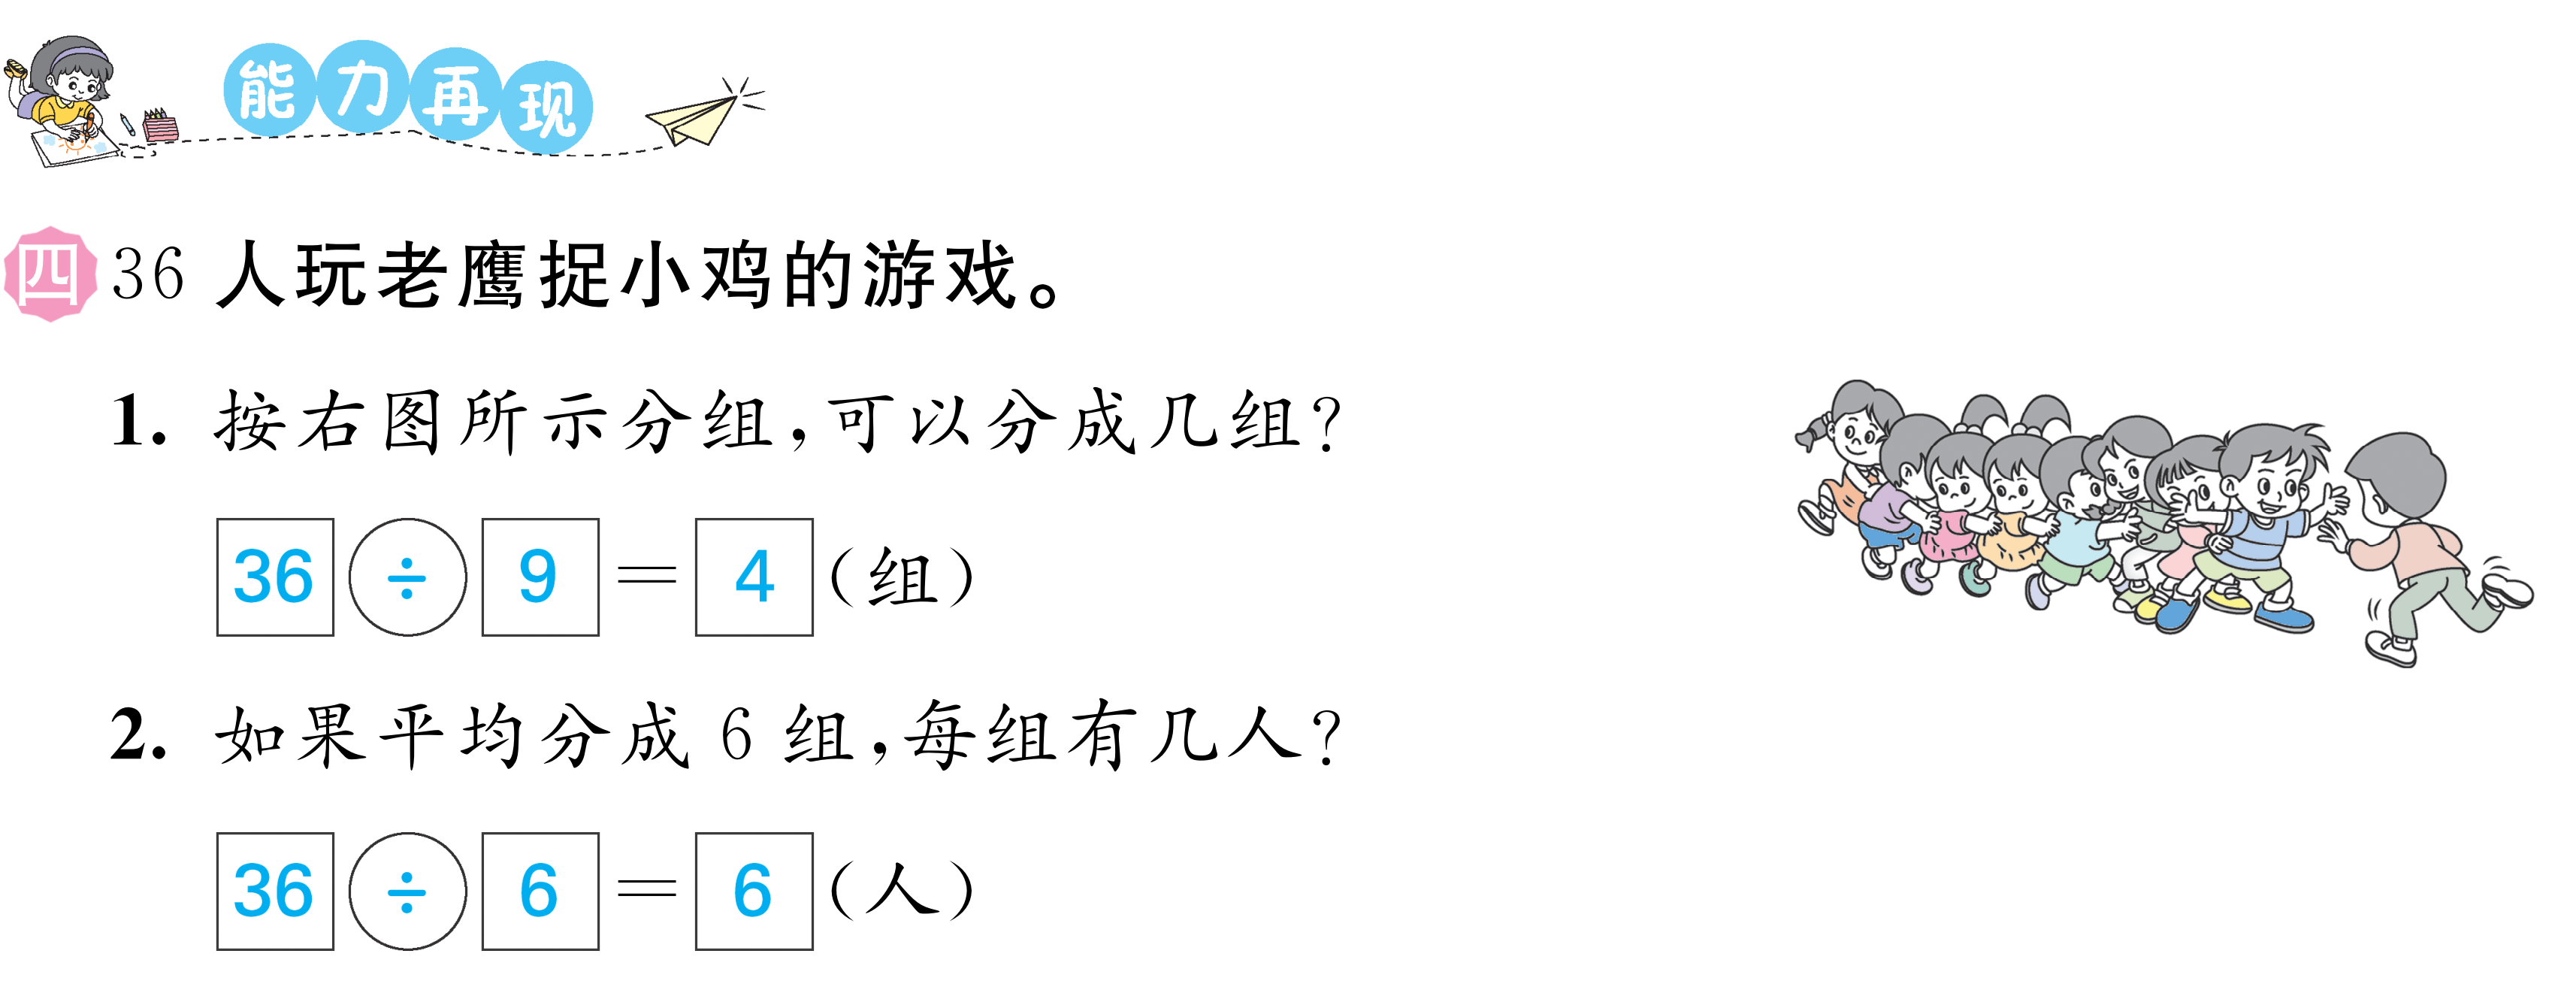 能力再现
四 36 人玩老鹰捉小鸡的游戏。
1. 按右图所示分组,可以分成几组?
36 ÷ 9 = 4 (组)
2. 如果平均分成 6 组,每组有几人?
36 ÷ 6 = 6 (人)